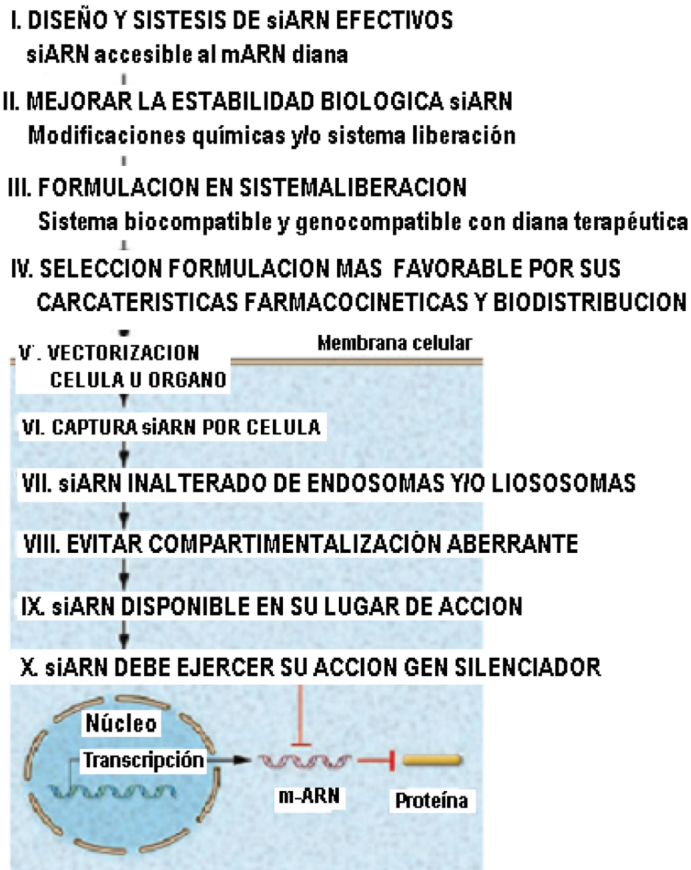 I. DISEÑO Y SISTESIS DE siARN EFECTIVOS
siARN accesible al mARN diana
II. MEJORAR LA ESTABILIDAD BIOLOGICA siARN
Modificaciones químicas y/o sistema liberación
III. FORMULACION EN SISTEMALIBERACION
Sistema biocompatible y genocompatible con diana terapéutica
IV. SELECCION FORMULACION MAS FAVORABLE POR SUS
CARCATERISTICAS FARMACOCINETICAS Y BIODISTRIBUCION
Membrana celular
V. VECTORIZACION
CELULA U ORGANO
VI. CAPTURA siARN POR CELULA
VII. siARN INALTERADO DE ENDOSOMAS Y/O LIOSOSOMAS
VIII. EVITAR COMPARTIMENTALIZACIÓN ABERRANTE
IX. siARN DISPONIBLE EN SU LUGAR DE ACCION
X. siARN DEBE EJERCER SU ACCION GEN SILENCIADOR
Núcleo
Transcripción
m-ARN
Proteína